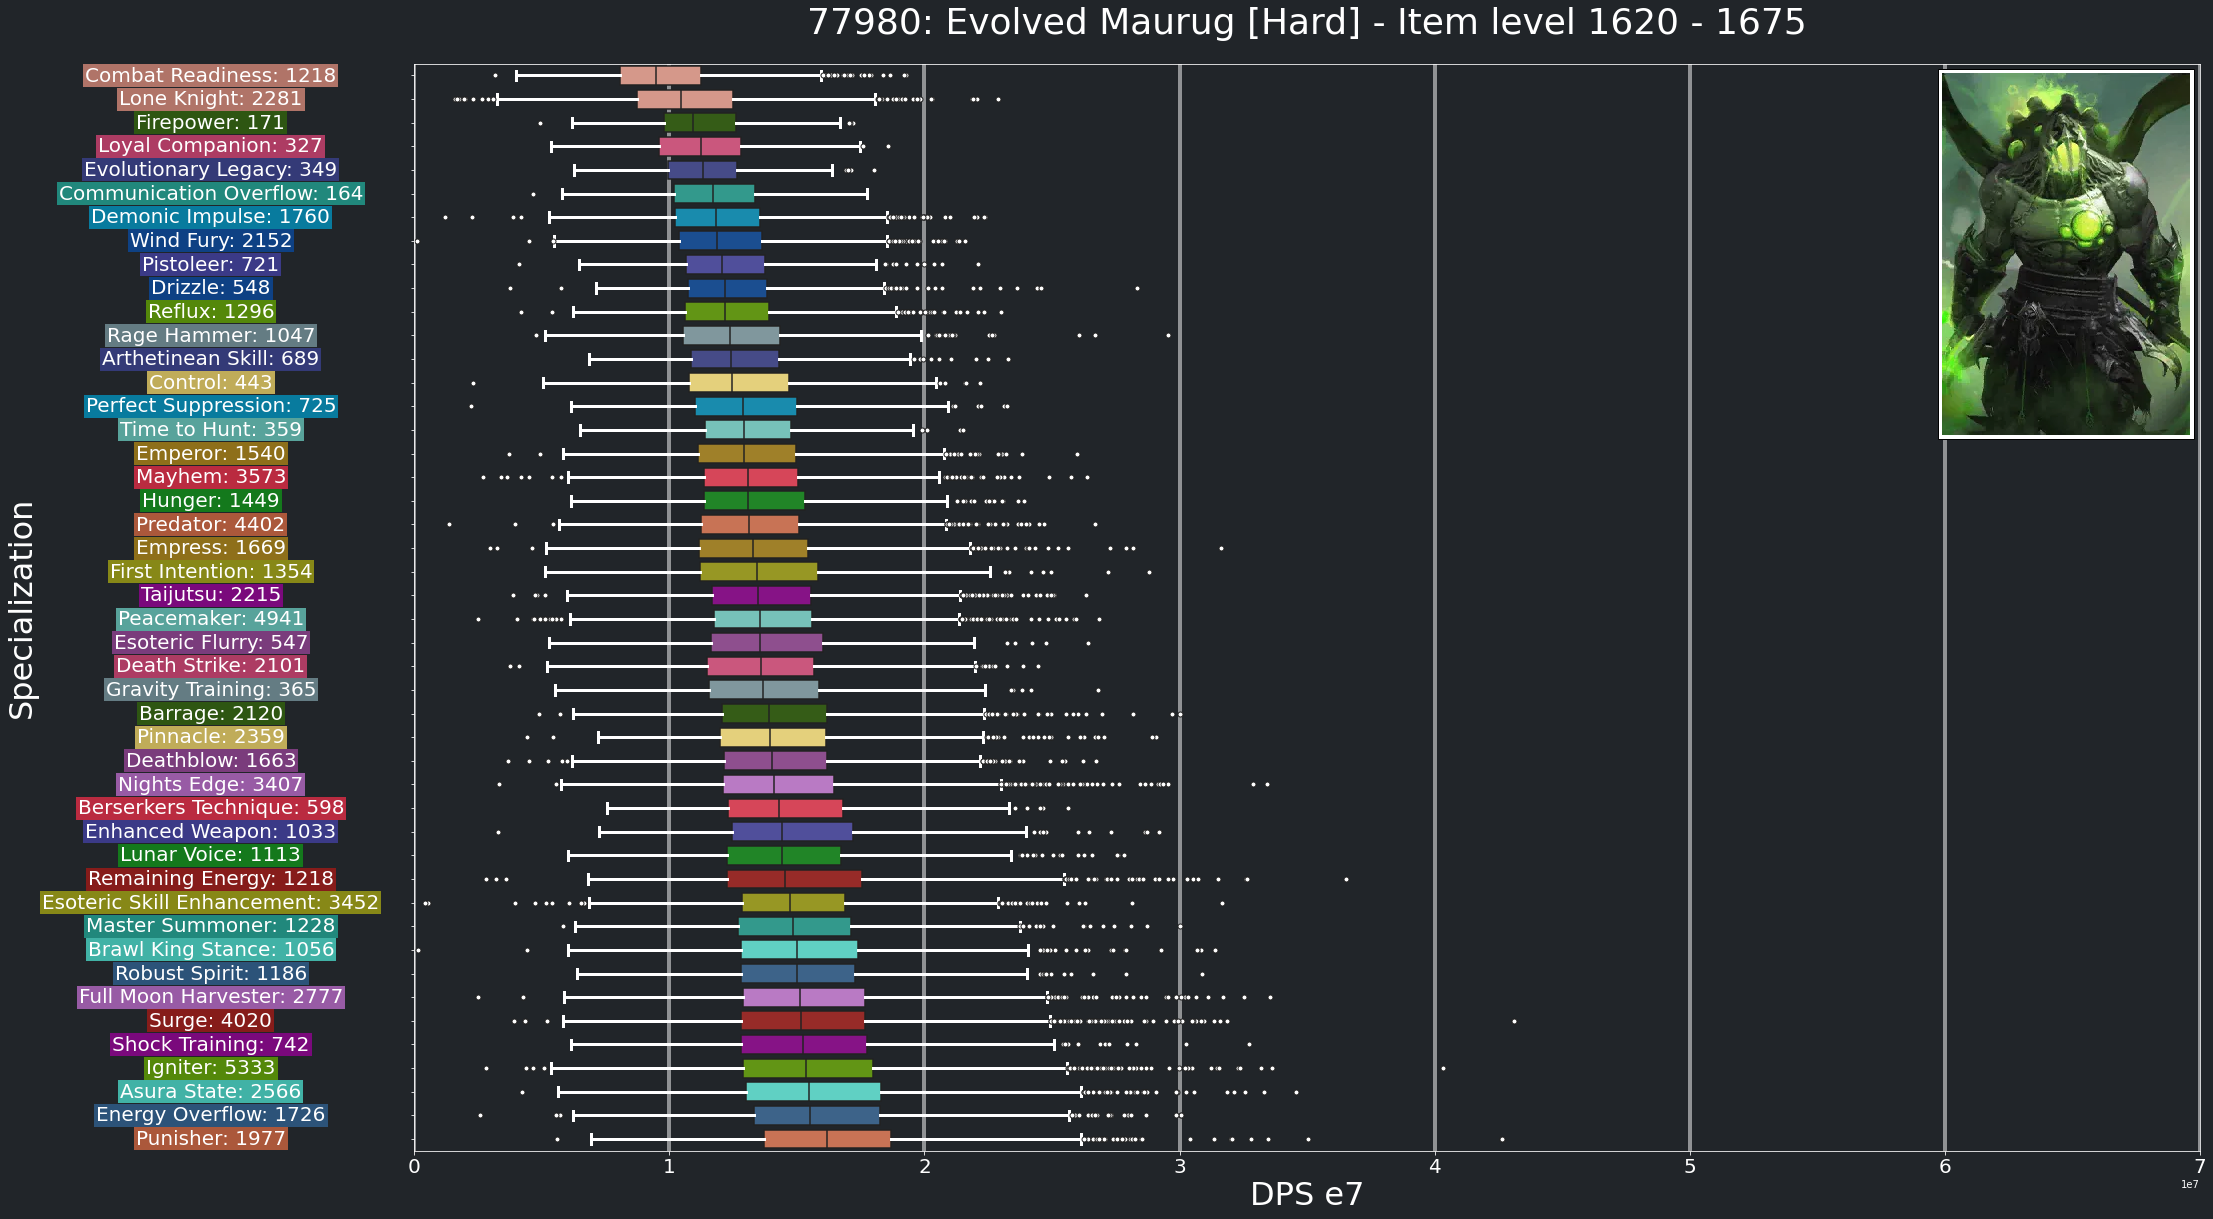 77980: Evolved Maurug [Hard] - Item level 1620 - 1675
Combat Readiness: 1218
Lone Knight: 2281
Firepower: 171
Loyal Companion: 327
Evolutionary Legacy: 349
Communication Overflow: 164
Demonic Impulse: 1760
Wind Fury: 2152
Pistoleer: 721
Drizzle: 548
Reflux: 1296
Rage Hammer: 1047
Arthetinean Skill: 689
Control: 443
Perfect Suppression: 725
Time to Hunt: 359
Emperor: 1540
Mayhem: 3573
Hunger: 1449
Predator: 4402
Empress: 1669
First Intention: 1354
Taijutsu: 2215
Peacemaker: 4941
Esoteric Flurry: 547
Death Strike: 2101
Gravity Training: 365
Barrage: 2120
Pinnacle: 2359
Deathblow: 1663
Nights Edge: 3407
Berserkers Technique: 598
Enhanced Weapon: 1033
Lunar Voice: 1113
Remaining Energy: 1218
Esoteric Skill Enhancement: 3452
Master Summoner: 1228
Brawl King Stance: 1056
Robust Spirit: 1186
Full Moon Harvester: 2777
Surge: 4020
Shock Training: 742
Igniter: 5333
Asura State: 2566
Energy Overflow: 1726
Punisher: 1977
Specialization
0 1 2 3 4 5 6 7
1e7
DPS e7